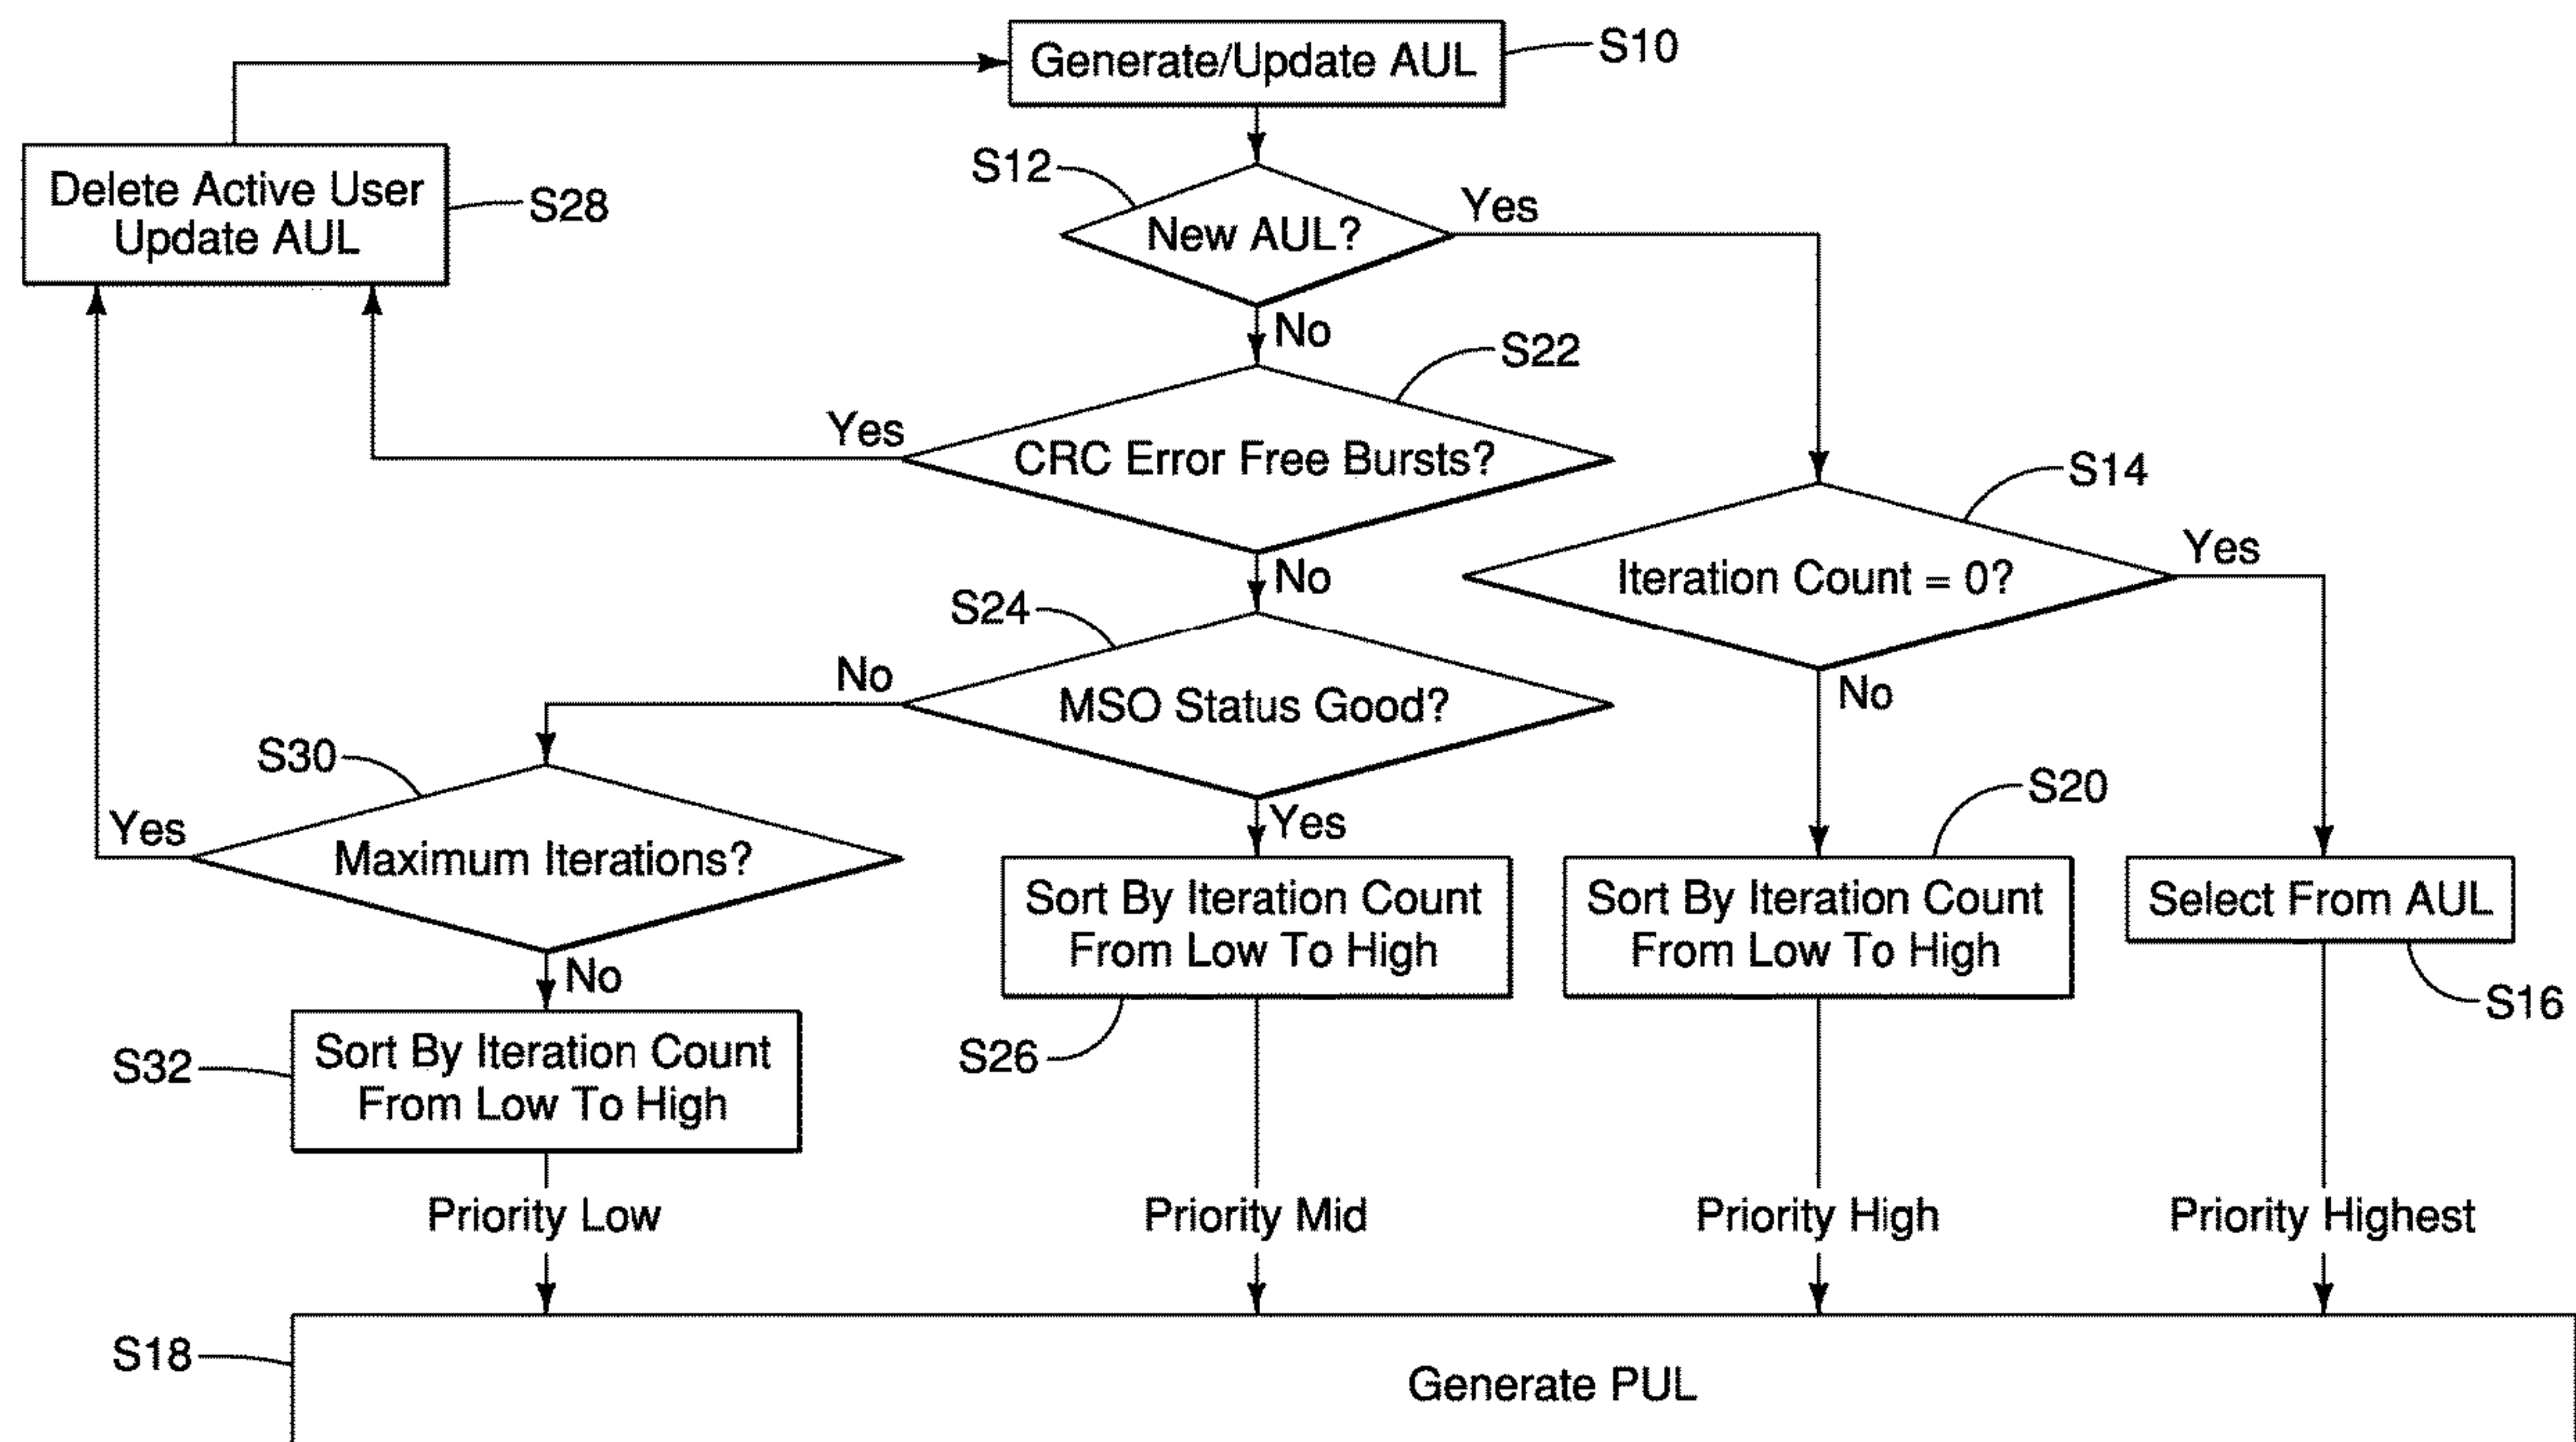 Generate/Update AUL
S10
Delete Active User
Update AUL
S28
S12
New AUL?
Yes
No
S22
Yes
CRC Error Free Bursts?
S14
Iteration Count = 0?
Yes
No
S24
No
MSO Status Good?
No
S30
Yes
Maximum Iterations?
Yes
S20
Sort By Iteration Count
From Low To High
Sort By Iteration Count
From Low To High
Select From AUL
S16
No
S26
S32
Sort By Iteration Count
From Low To High
Priority Low
Priority Mid
Priority High
Priority Highest
S18
Generate PUL